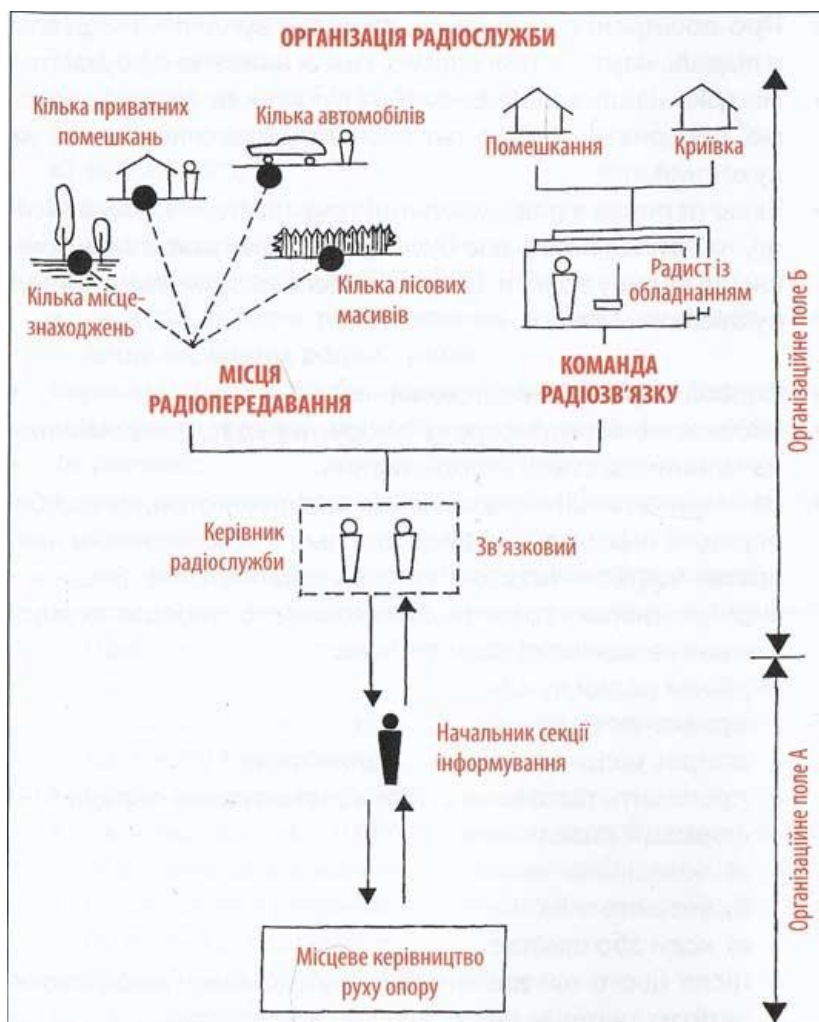 ОРГАНІЗАЦІЯ РАДІОСЛУЖБИ
Кілька приватних
помешкань
Кілька автомобілів
Кілька місце-
знаходжень
Кілька лісових
масивів
Помешкання
Криївка
Радист із
обладнанням
МІСЦЯ
РАДІОПЕРЕДАВАННЯ
КОМАНДА
РАДІОЗВ'ЯЗКУ
Керівник
радіослужби
Зв'язковий
Начальник секції
інформування
Місцеве керівництво
руху опору
Організаційне поле Б
Організаційне поле А